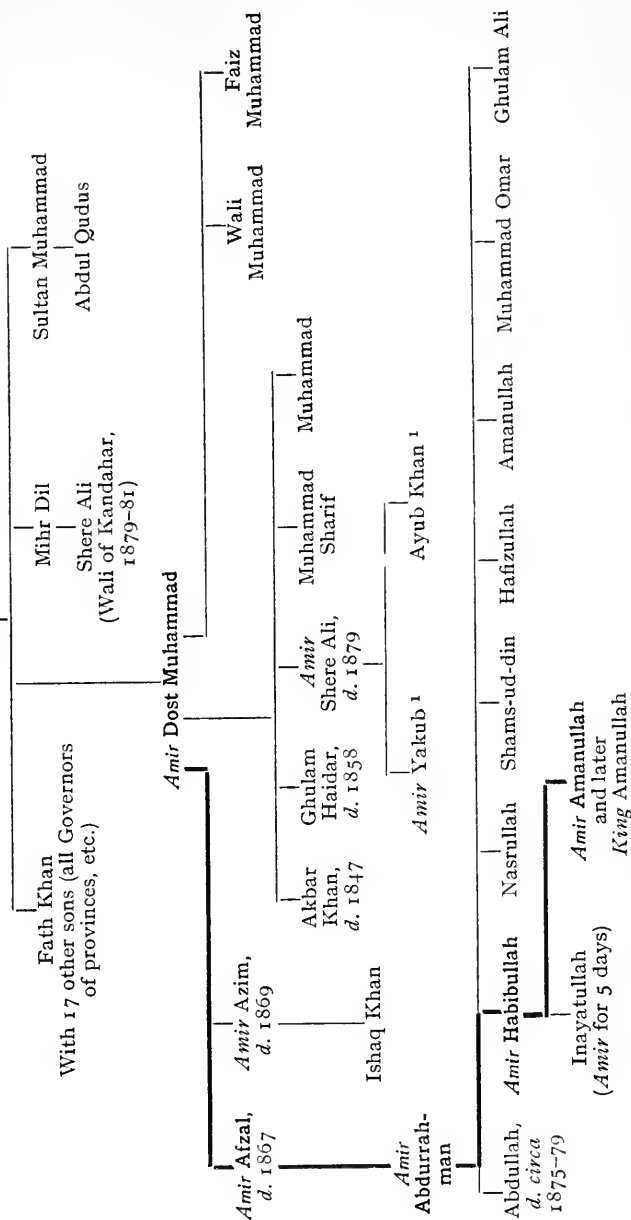 Fath Khan
With 17 other sons (all Governors
of provinces, etc.)
Mihr Dil
Shere Ali
(Wali of Kandahar,
1879–81)
Sultan Muhammad
Abdul Qudus
Amir Dost Muhammad
Amir Afzal,
d. 1867
Amir Azim,
d. 1869
Ishaq Khan
Akbar
Khan,
d. 1847
Ghulam
Haidar,
d. 1858
Amir
Shere Ali,
d. 1879
Muhammad
Sharif
Muhammad
Wali
Muhammad
Faiz
Muhammad
Amir Yakub ¹
Ayub Khan ¹
Amir
Abdurrah-
man
Abdullah,
d. circa
1875–79
Amir Habibullah
Nasrullah
Shams-ud-din
Hafizullah
Amanullah
Muhammad Omar
Ghulam Ali
Inayatullah
(Amir for 5 days)
Amir Amanullah
and later
King Amanullah